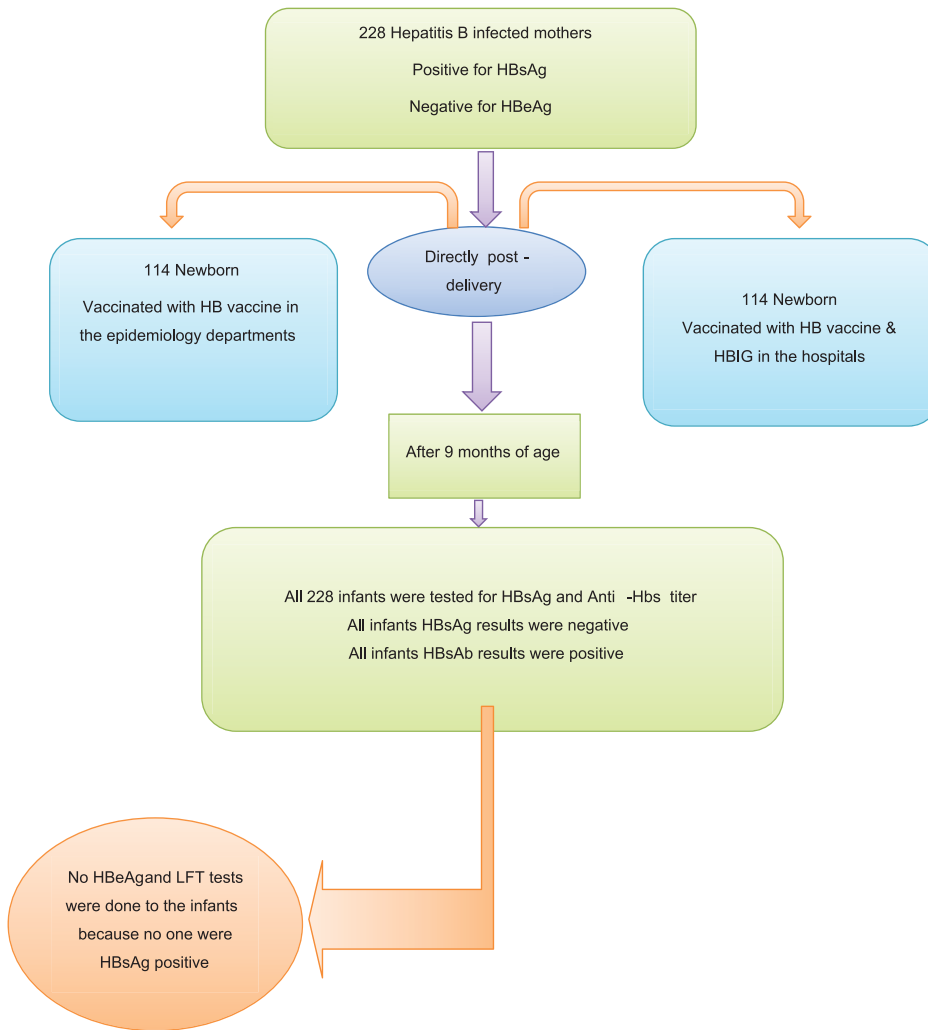 228 Hepatitis B infected mothers
Positive for HBsAg
Negative for HBeAg
Directly post -
delivery
114 Newborn
Vaccinated with HB vaccine in
the epidemiology departments
114 Newborn
Vaccinated with HB vaccine &
HBIG in the hospitals
After 9 months of age
All 228 infants were tested for HBsAg and Anti -Hbs titer
All infants HBsAg results were negative
All infants HBsAb results were positive
No HBeAgand LFT tests
were done to the infants
because no one were
HBsAg positive